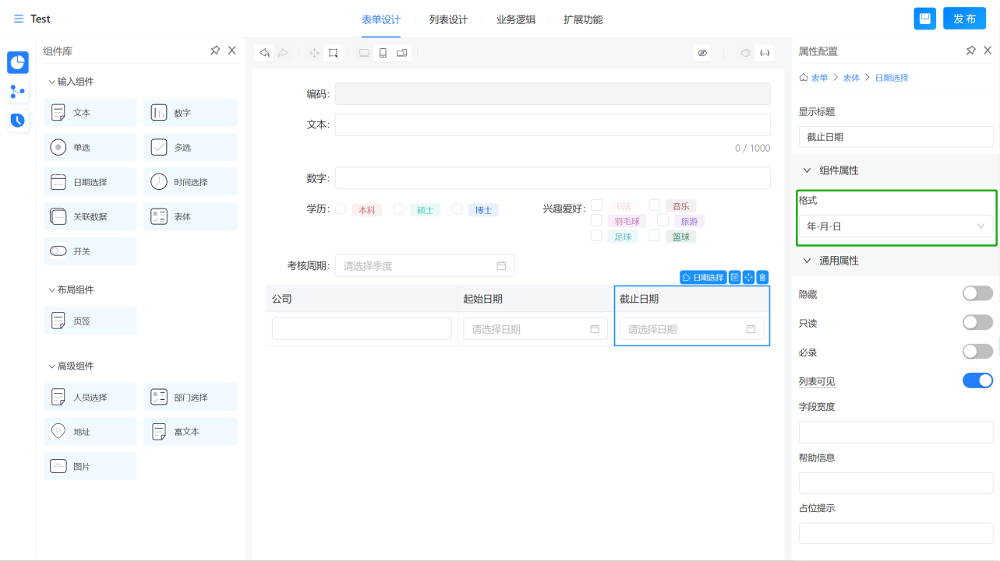 Test
表单设计
列表设计
业务逻辑
扩展功能
发布
组件库
输入组件
文本
数字
单选
多选
日期选择
时间选择
关联数据
表体
开关
布局组件
页签
高级组件
人员选择
部门选择
地址
富文本
图片
编码:
文本:
0 / 1000
数字:
学历: 本科 硕士 博士
兴趣爱好: 书法 音乐
羽毛球 旅游
足球 篮球
考核周期: 请选择季度
日期选择
公司 起始日期 截止日期
请选择日期 请选择日期
属性配置
表单 > 表体 > 日期选择
显示标题
截止日期
组件属性
格式
年-月-日
通用属性
隐藏
只读
必录
列表可见
字段宽度
帮助信息
占位提示